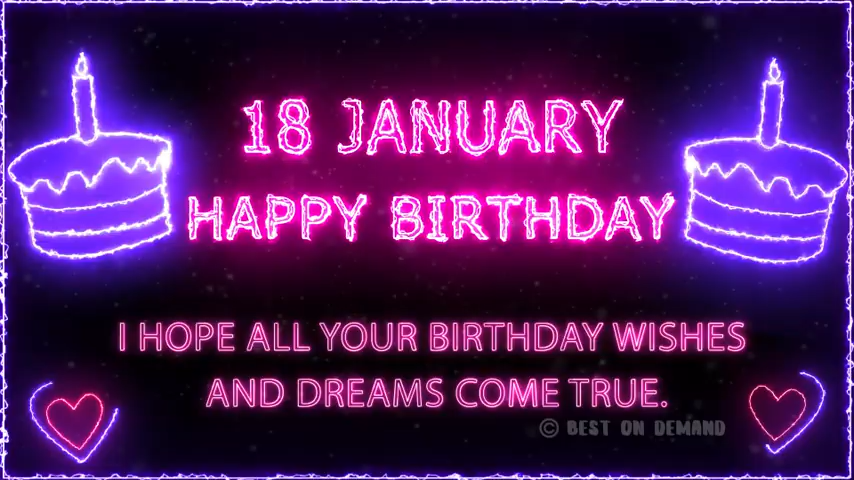 18 JANUARY
HAPPY BIRTHDAY
I HOPE ALL YOUR BIRTHDAY WISHES
AND DREAMS COME TRUE.
© BEST ON DEMAND